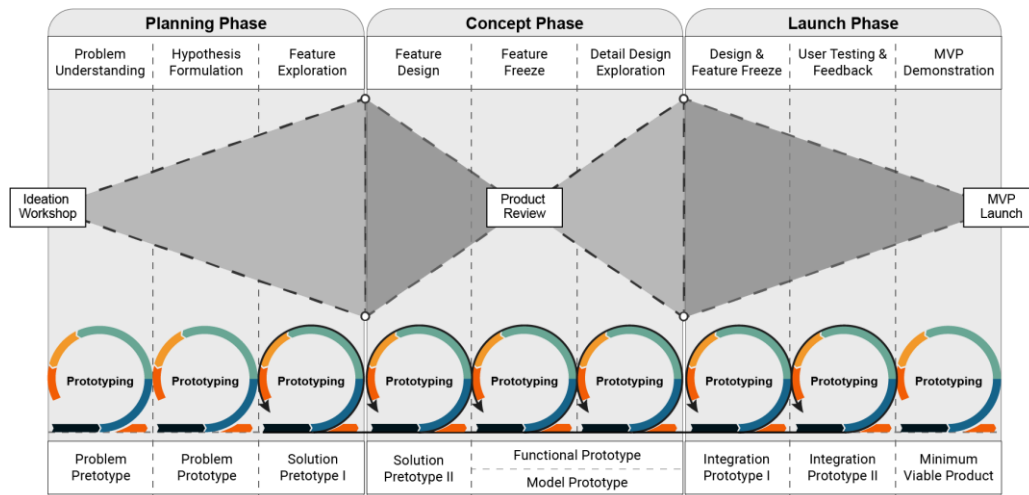 Planning Phase
Concept Phase
Launch Phase
Problem
Understanding
Hypothesis
Formulation
Feature
Exploration
Feature
Design
Feature
Freeze
Detail Design
Exploration
Design &
Feature Freeze
User Testing &
Feedback
MVP
Demonstration
Ideation
Workshop
Product
Review
MVP
Launch
Prototyping
Prototyping
Prototyping
Prototyping
Prototyping
Prototyping
Prototyping
Prototyping
Prototyping
Problem
Pretotype
Problem
Prototype
Solution
Pretotype I
Solution
Pretotype II
Functional Prototype
Model Prototype
Integration
Prototype I
Integration
Prototype II
Minimum
Viable Product